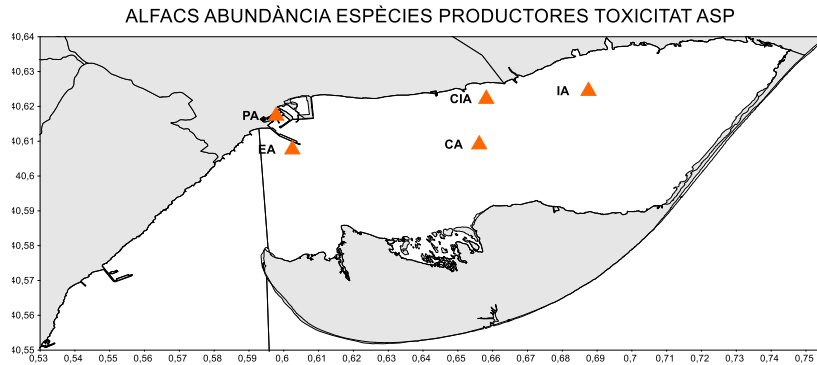 ALFACS ABUNDÀNCIA ESPÈCIES PRODUCTORES TOXICITAT ASP
40,64
40,63
40,62
40,61
40,6
40,59
40,58
40,57
40,56
40,55
CIA
IA
PA
EA
CA
0,53 0,54 0,55 0,56 0,57 0,58 0,59 0,6 0,61 0,62 0,63 0,64 0,65 0,66 0,67 0,68 0,69 0,7 0,71 0,72 0,73 0,74 0,75